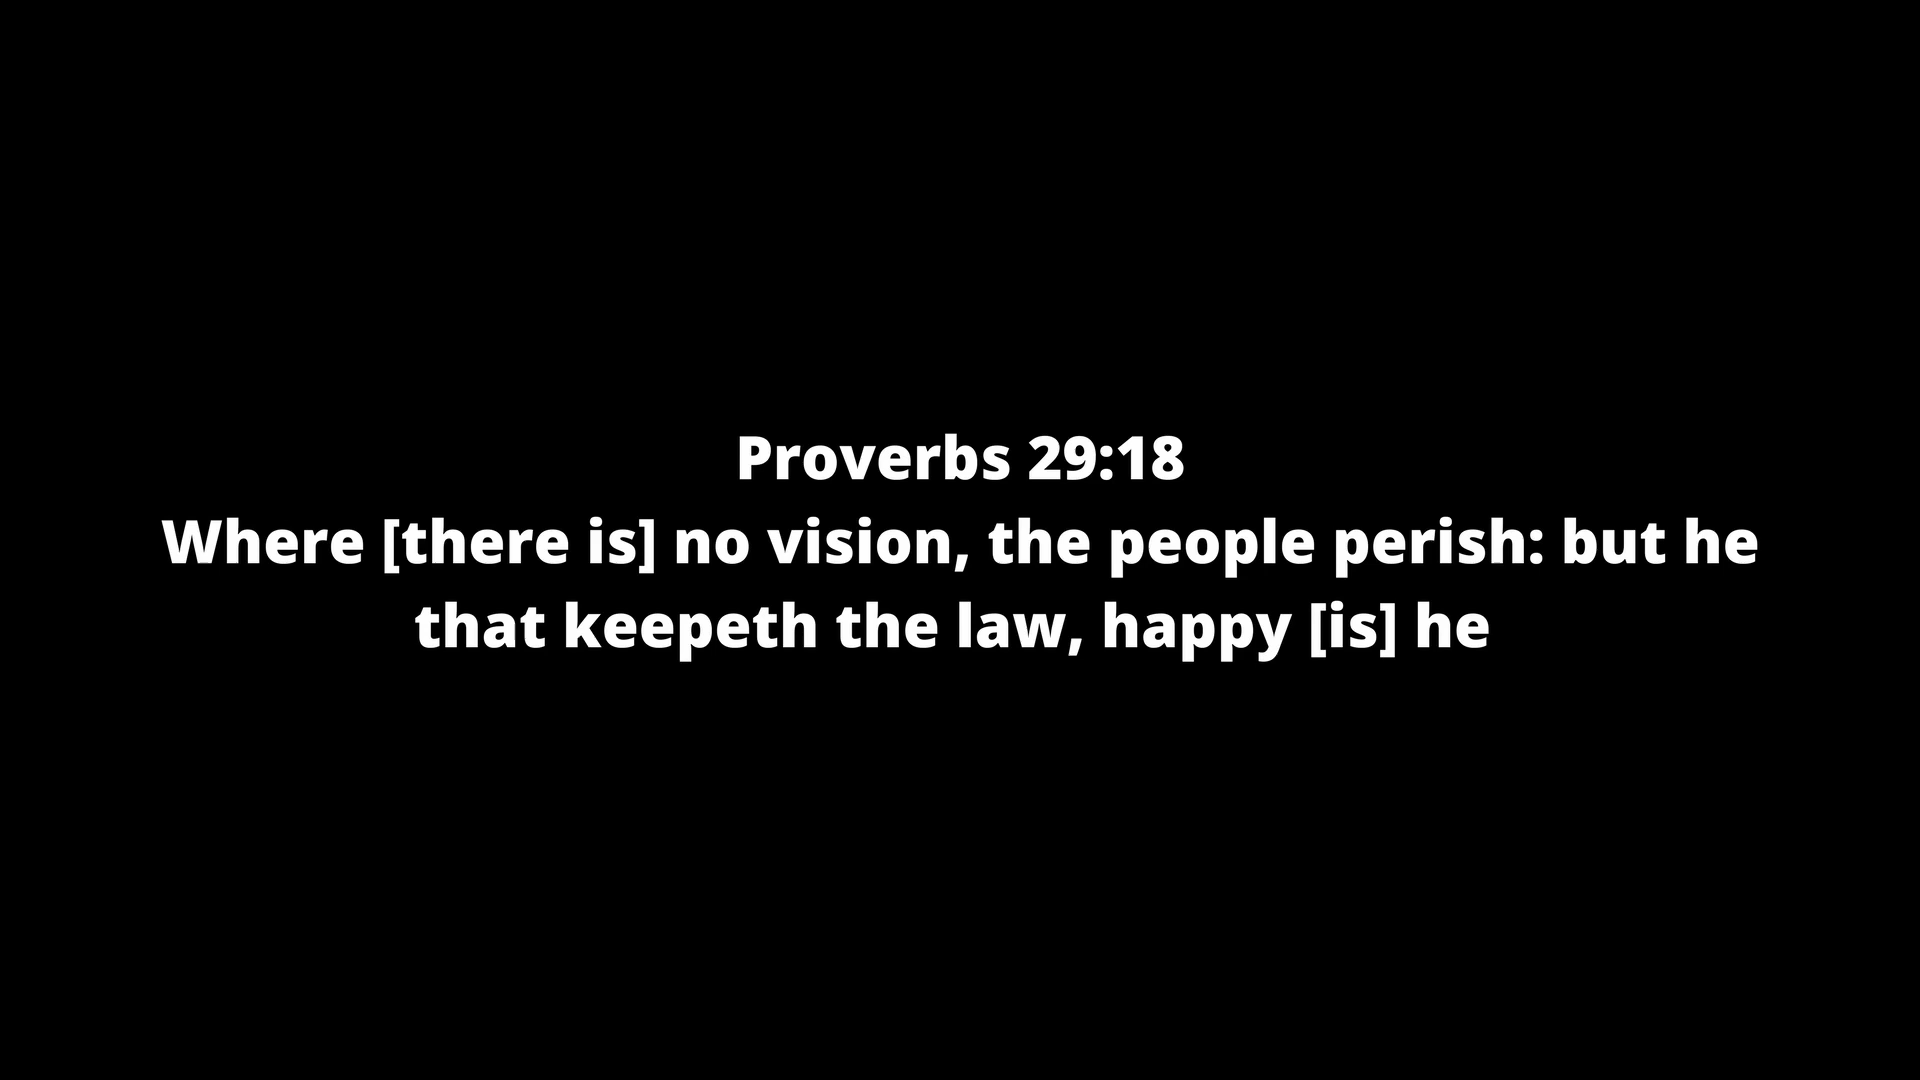 Proverbs 29:18
Where [there is] no vision, the people perish: but he
that keepeth the law, happy [is] he